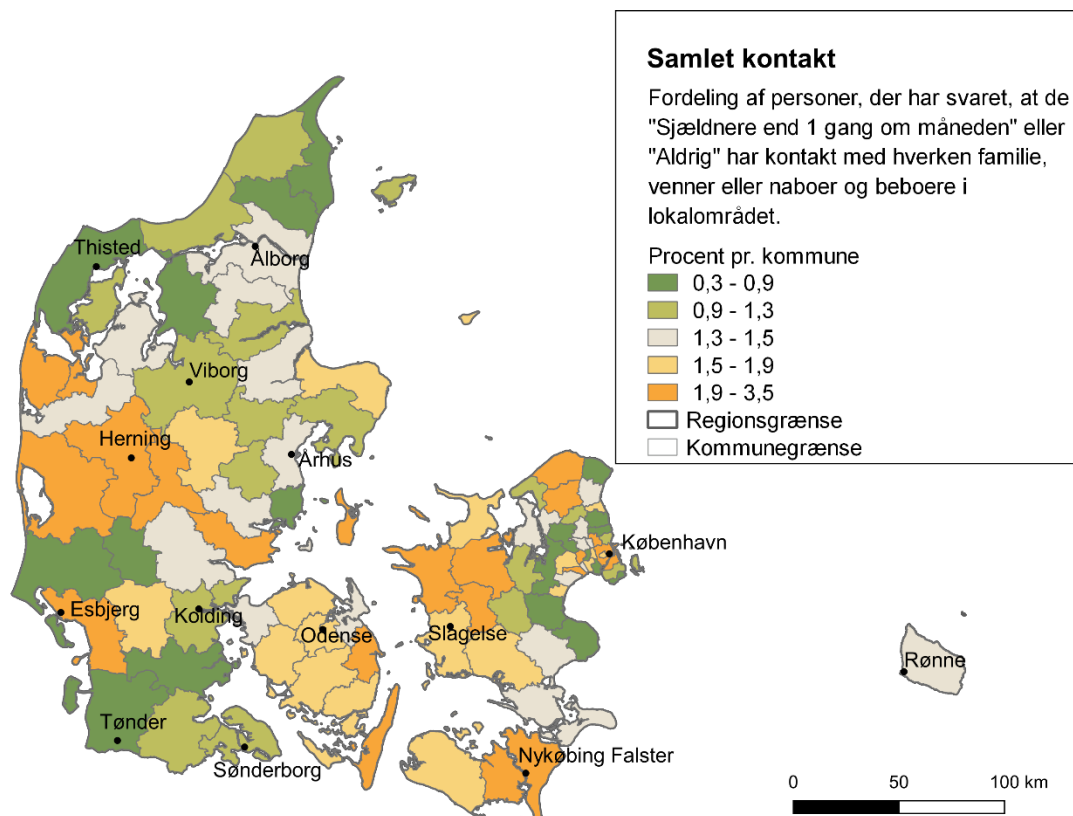 Samlet kontakt
Fordeling af personer, der har svaret, at de
"Sjældnere end 1 gang om måneden" eller
"Aldrig" har kontakt med hverken familie,
venner eller naboer og beboere i
lokalområdet.
Procent pr. kommune
0,3 - 0,9
0,9 - 1,3
1,3 - 1,5
1,5 - 1,9
1,9 - 3,5
Regionsgrænse
Kommunegrænse
Thisted
Ålborg
Viborg
Herning
Århus
København
Esbjerg
Kolding
Odense
Slagelse
Rønne
Tønder
Sønderborg
Nykøbing Falster
0 50 100 km